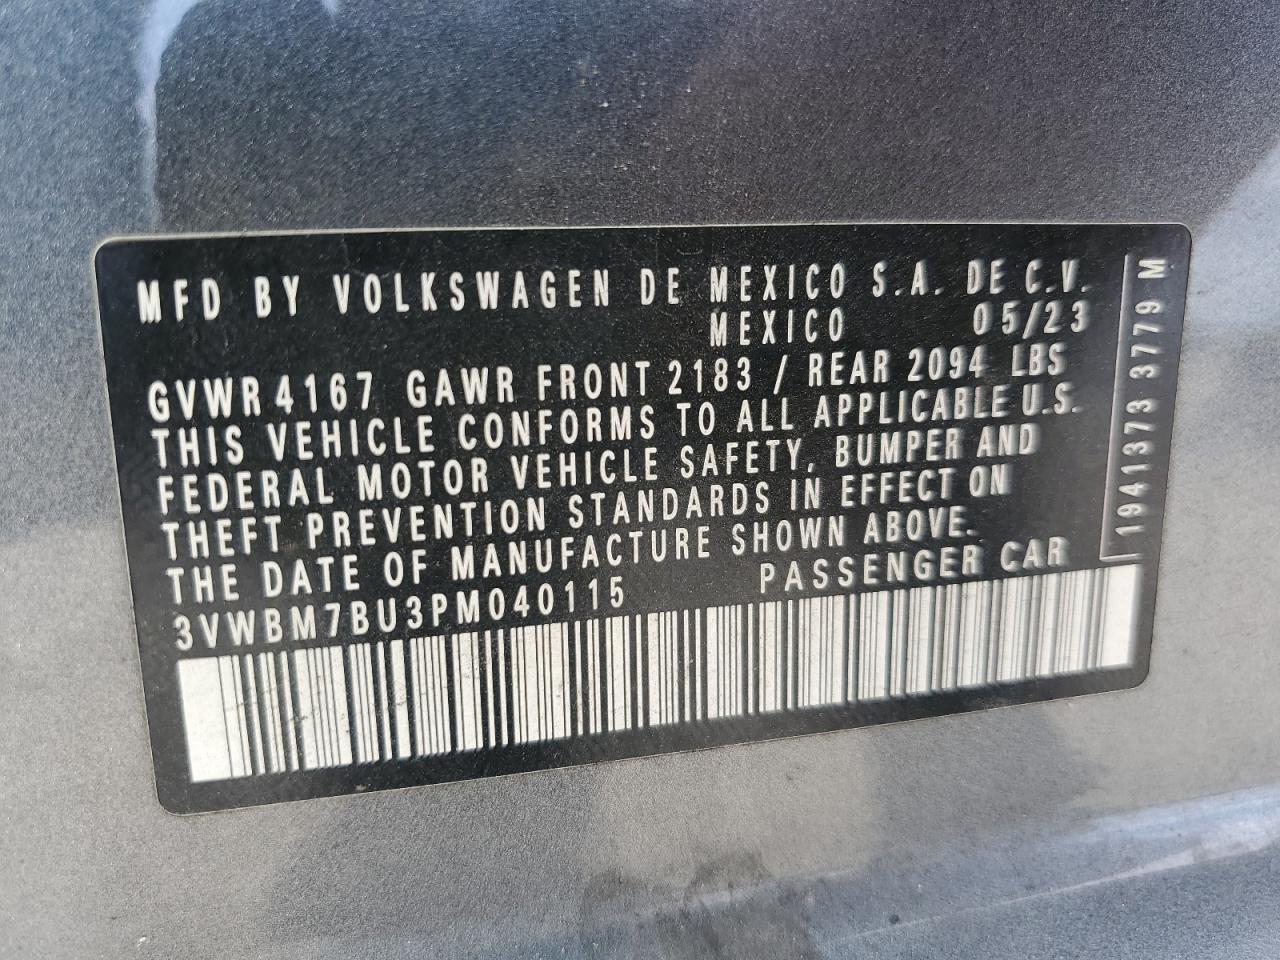 MFD BY VOLKSWAGEN DE MEXICO S.A. DE C.V.
MEXICO 05/23
GVWR 4167 GAWR FRONT 2183 / REAR 2094 LBS
THIS VEHICLE CONFORMS TO ALL APPLICABLE U.S.
FEDERAL MOTOR VEHICLE SAFETY, BUMPER AND
THEFT PREVENTION STANDARDS IN EFFECT ON
THE DATE OF MANUFACTURE SHOWN ABOVE.
3VWBM7BU3PM040115 PASSENGER CAR
1941373 3779 M